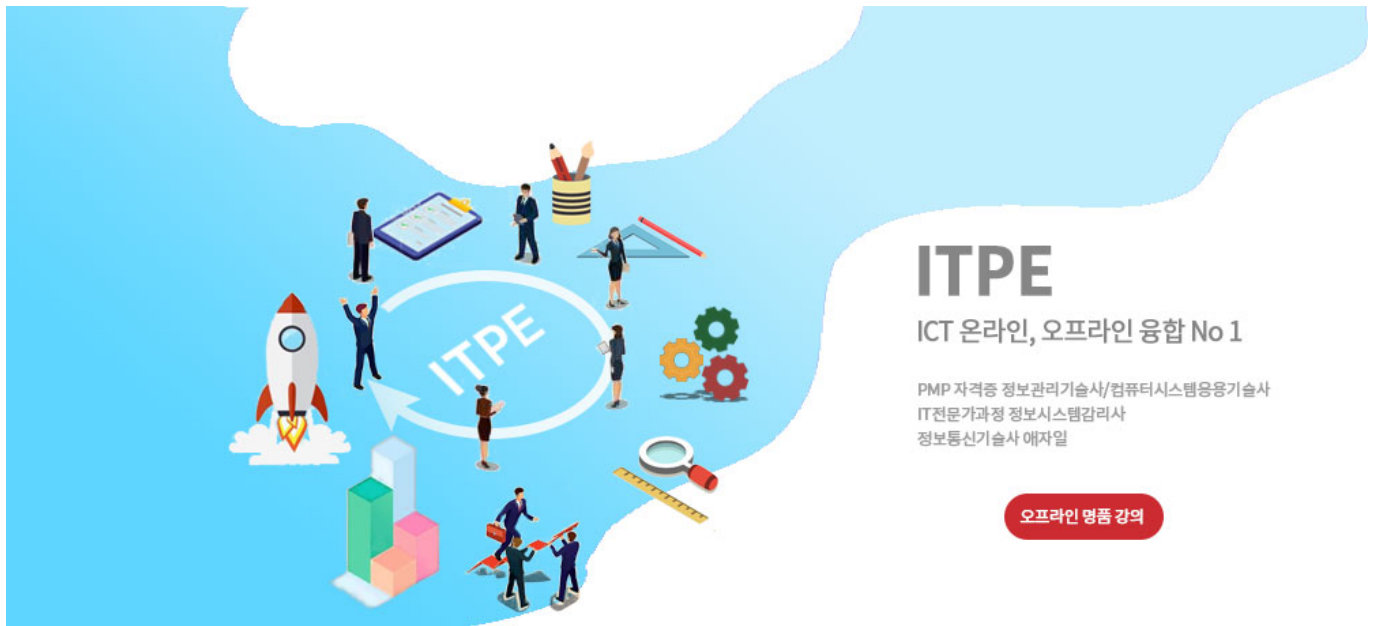 ITPE
ITPE
ICT 온라인, 오프라인 융합 No 1
PMP 자격증 정보관리기술사/컴퓨터시스템응용기술사
IT전문가과정 정보시스템감리사
정보통신기술사 애자일
오프라인 명품 강의